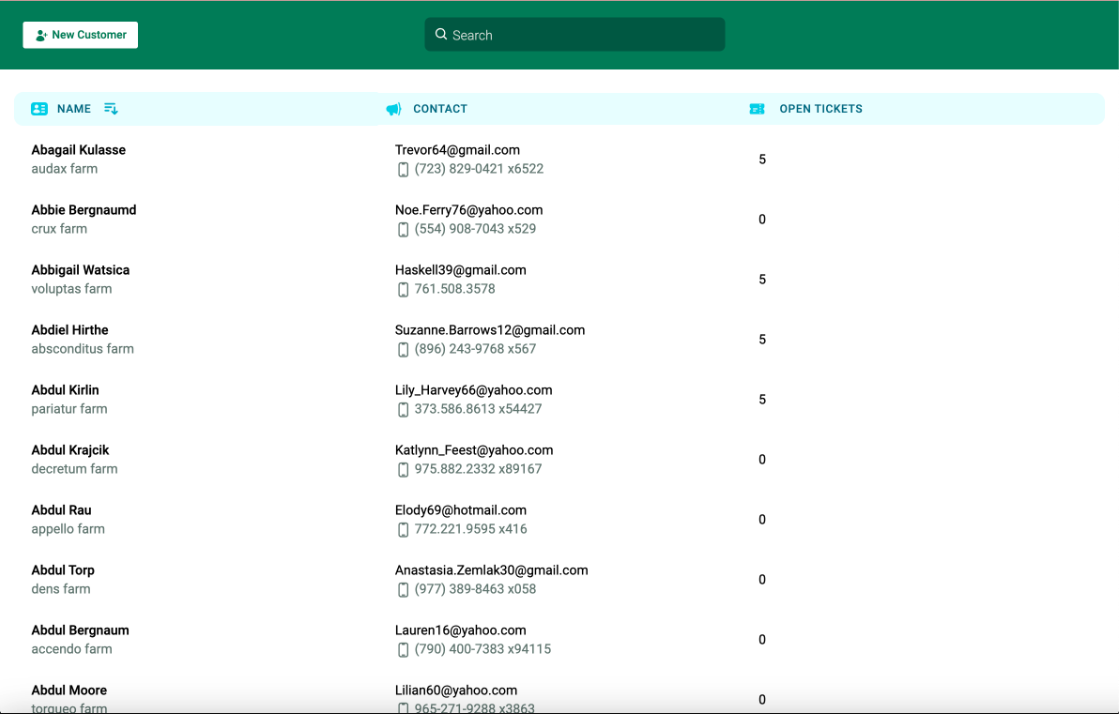 New Customer
Search
NAME
CONTACT
OPEN TICKETS
Abagail Kulasse
audax farm
Trevor64@gmail.com
(723) 829-0421 x6522
5
Abbie Bergnaumd
crux farm
Noe.Ferry76@yahoo.com
(554) 908-7043 x529
0
Abbigail Watsica
voluptas farm
Haskell39@gmail.com
761.508.3578
5
Abdiel Hirthe
absconditus farm
Suzanne.Barrows12@gmail.com
(896) 243-9768 x567
5
Abdul Kirlin
pariatur farm
Lily_Harvey66@yahoo.com
373.586.8613 x54427
5
Abdul Krajcik
decretum farm
Katlynn_Feest@yahoo.com
975.882.2332 x89167
0
Abdul Rau
appello farm
Elody69@hotmail.com
772.221.9595 x416
0
Abdul Torp
dens farm
Anastasia.Zemlak30@gmail.com
(977) 389-8463 x058
0
Abdul Bergnaum
accendo farm
Lauren16@yahoo.com
(790) 400-7383 x94115
0
Abdul Moore
torqueo farm
Lilian60@yahoo.com
965-271-9288 x3863
0